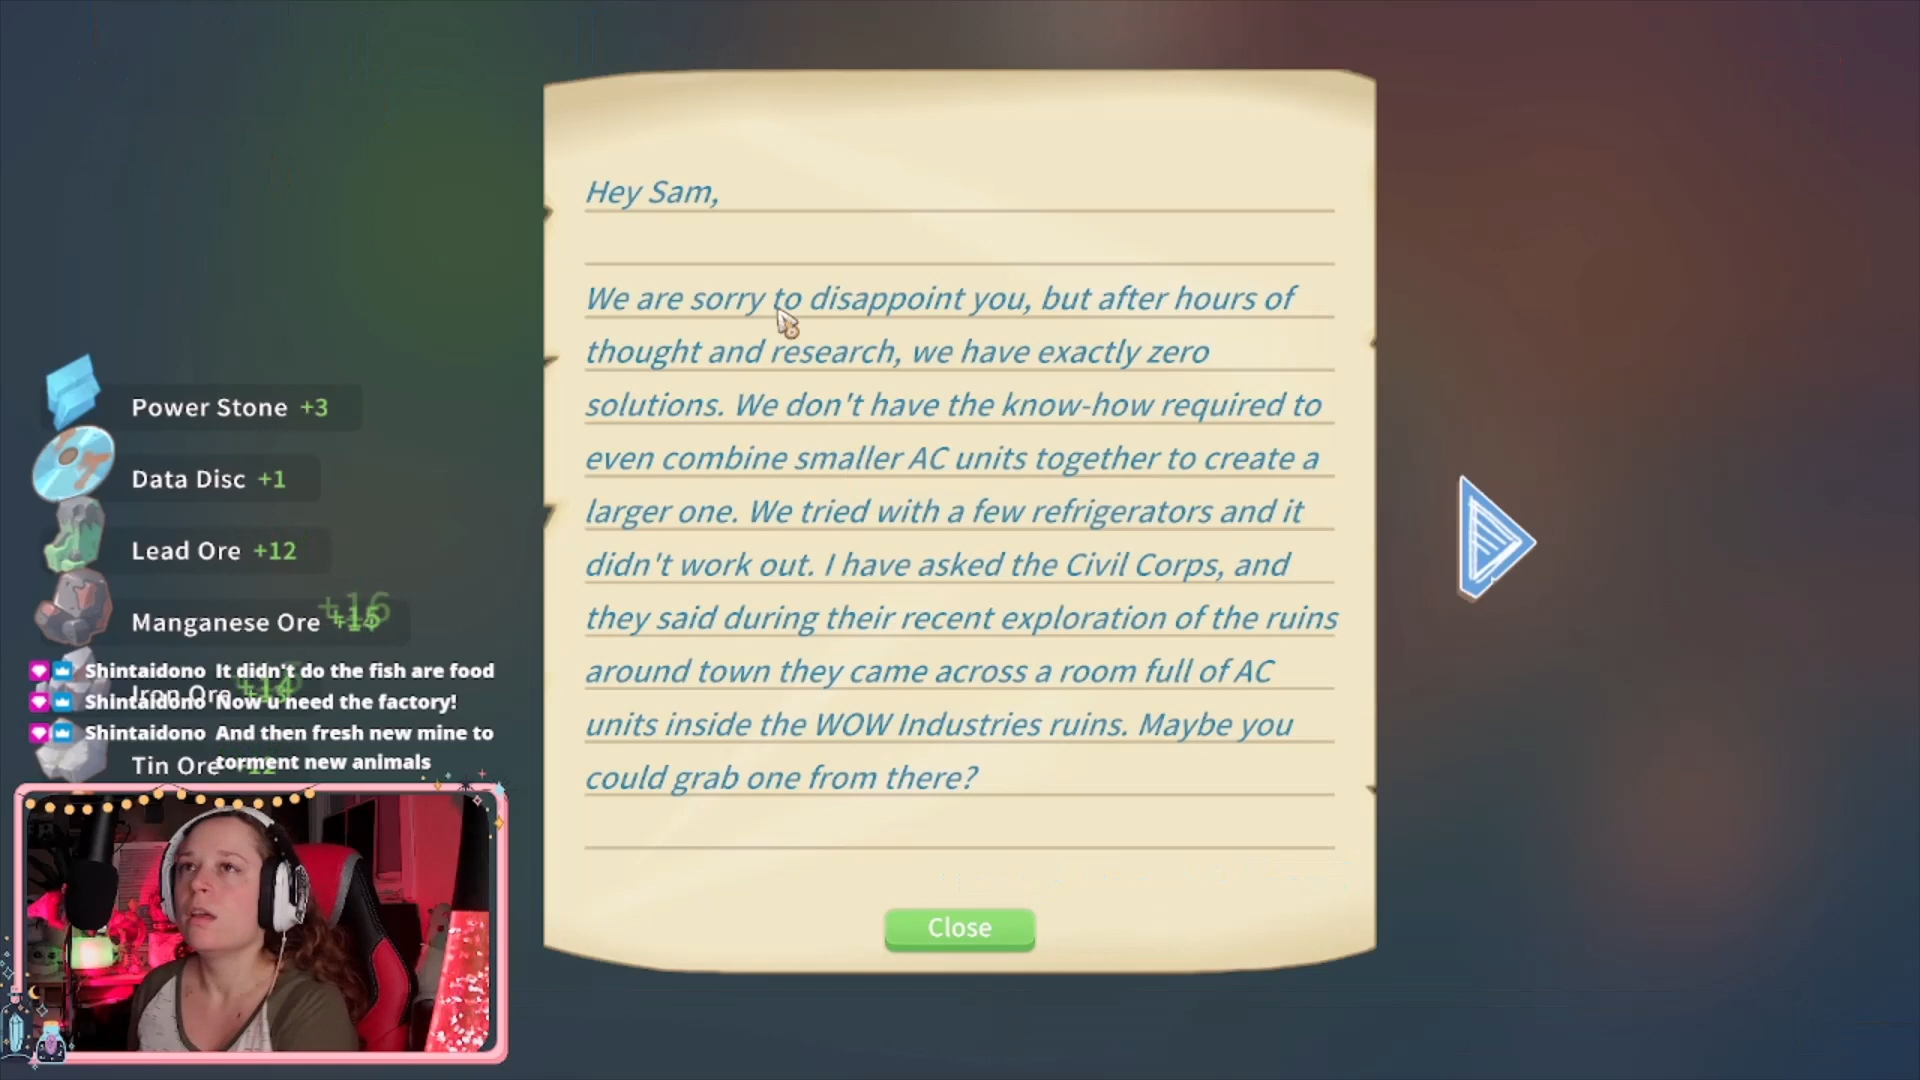 Hey Sam,
We are sorry to disappoint you, but after hours of
thought and research, we have exactly zero
solutions. We don't have the know-how required to
even combine smaller AC units together to create a
larger one. We tried with a few refrigerators and it
didn't work out. I have asked the Civil Corps, and
they said during their recent exploration of the ruins
around town they came across a room full of AC
units inside the WOW Industries ruins. Maybe you
could grab one from there?
Close
Power Stone +3
Data Disc +1
Lead Ore +12
Manganese Ore
Shintaidono It didn't do the fish are food
Iron Ore
Shintaidono Now u need the factory!
Shintaidono And then fresh new mine to
torment new animals
Tin Ore